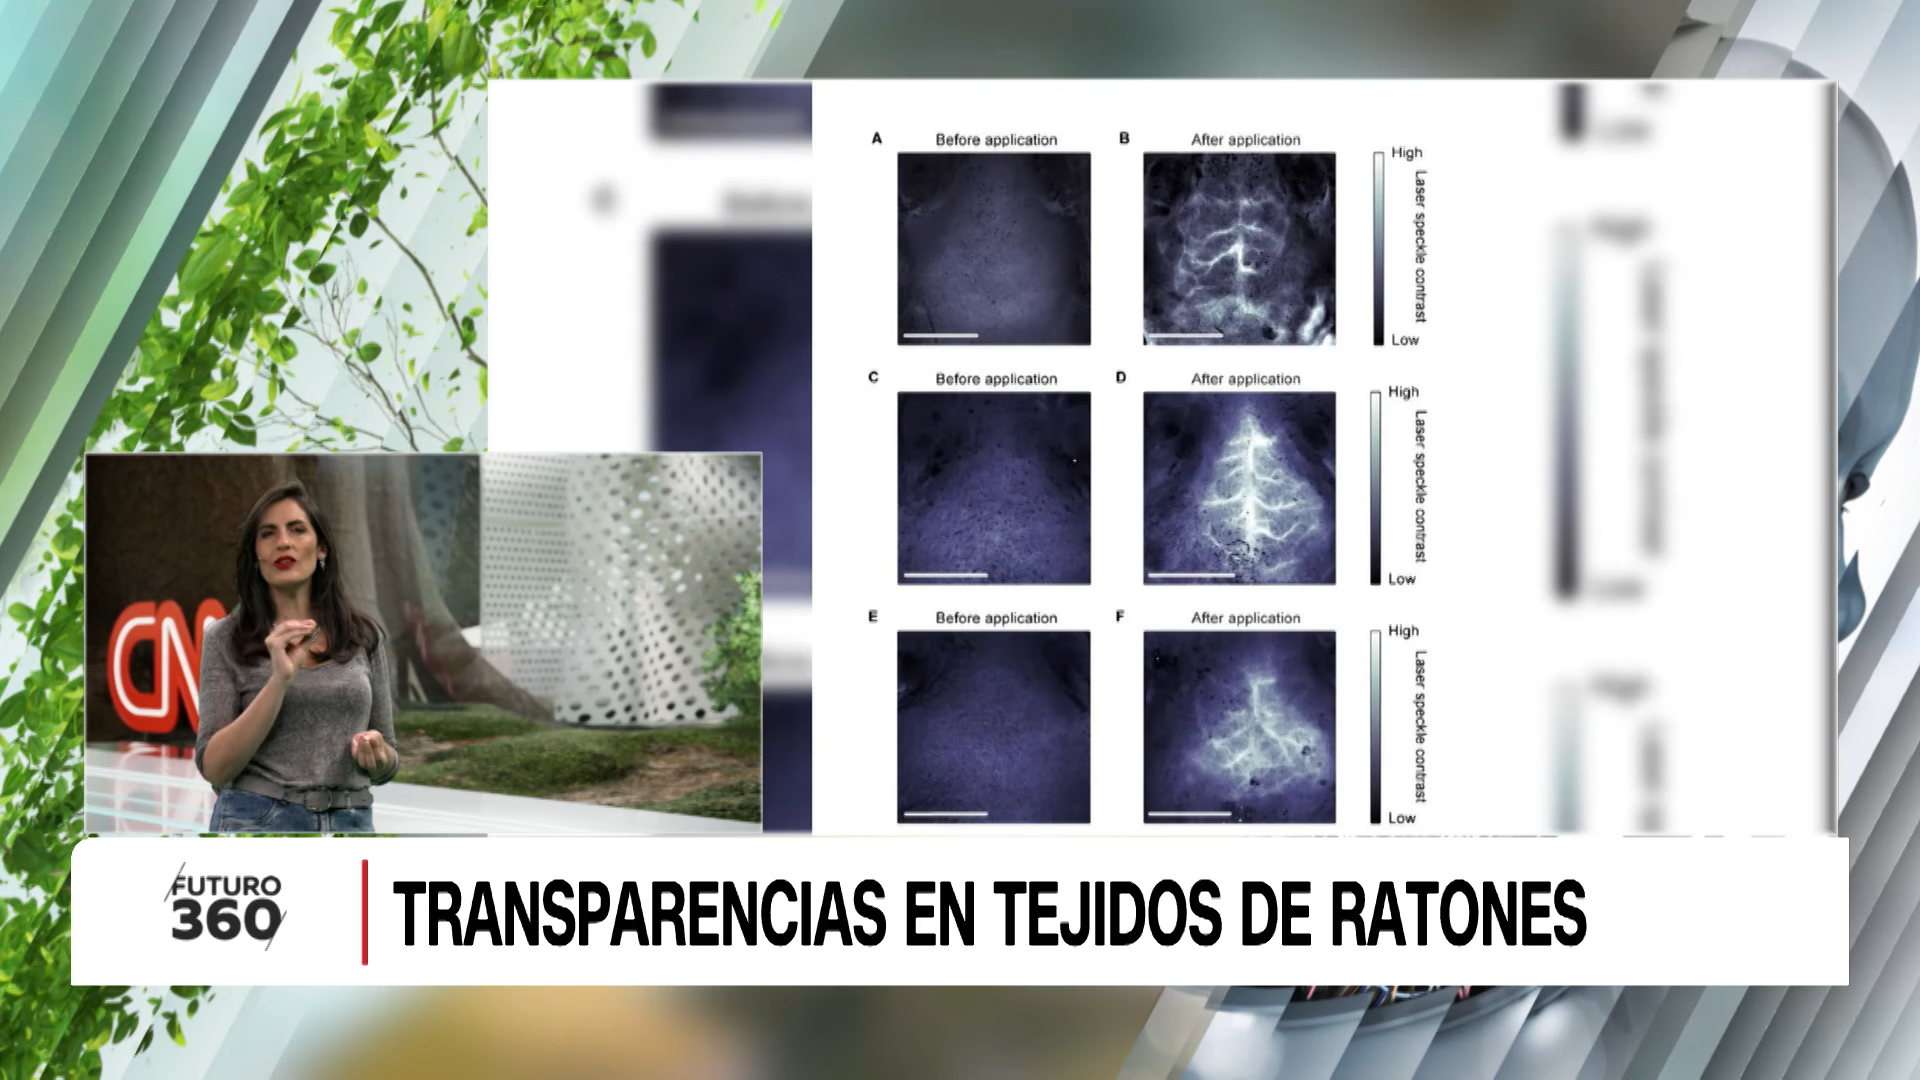 A Before application
B After application
High
Laser speckle contrast
Low
C Before application
D After application
High
Laser speckle contrast
Low
E Before application
F After application
High
Laser speckle contrast
Low
CN
FUTURO
360
TRANSPARENCIAS EN TEJIDOS DE RATONES